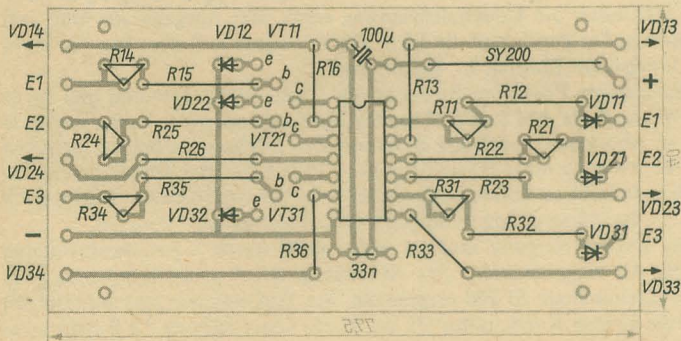 VD14 VD12 VT11 100µ VD13
R14 e SY200
R15 b R16 +
E1 c R13 R12 VD11
VD22 e R11 E1
E2 R25 b R21
R24 VT21 c
R26 R22 E2
VD24 VD21
R35 b R31 R23
E3 c VD23
R34 VD32 e VT31 R32 VD31 E3
− R36 R33
VD34 33n VD33
77,5